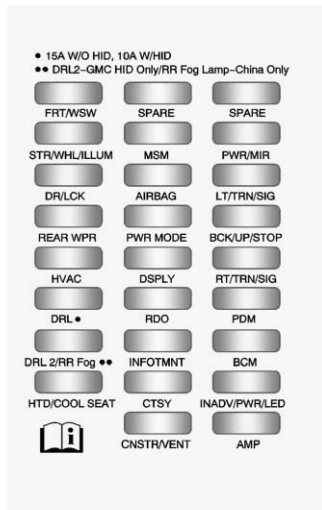 ● 15A W/O HID, 10A W/HID
●● DRL2-GMC HID Only/RR Fog Lamp-China Only
FRT/WSW SPARE SPARE
STR/WHL/ILLUM MSM PWR/MIR
DR/LCK AIRBAG LT/TRN/SIG
REAR WPR PWR MODE BCK/UP/STOP
HVAC DSPLY RT/TRN/SIG
DRL ● RDO PDM
DRL 2/RR Fog ●● INFOTMNT BCM
HTD/COOL SEAT CTSY INADV/PWR/LED
CNSTR/VENT AMP